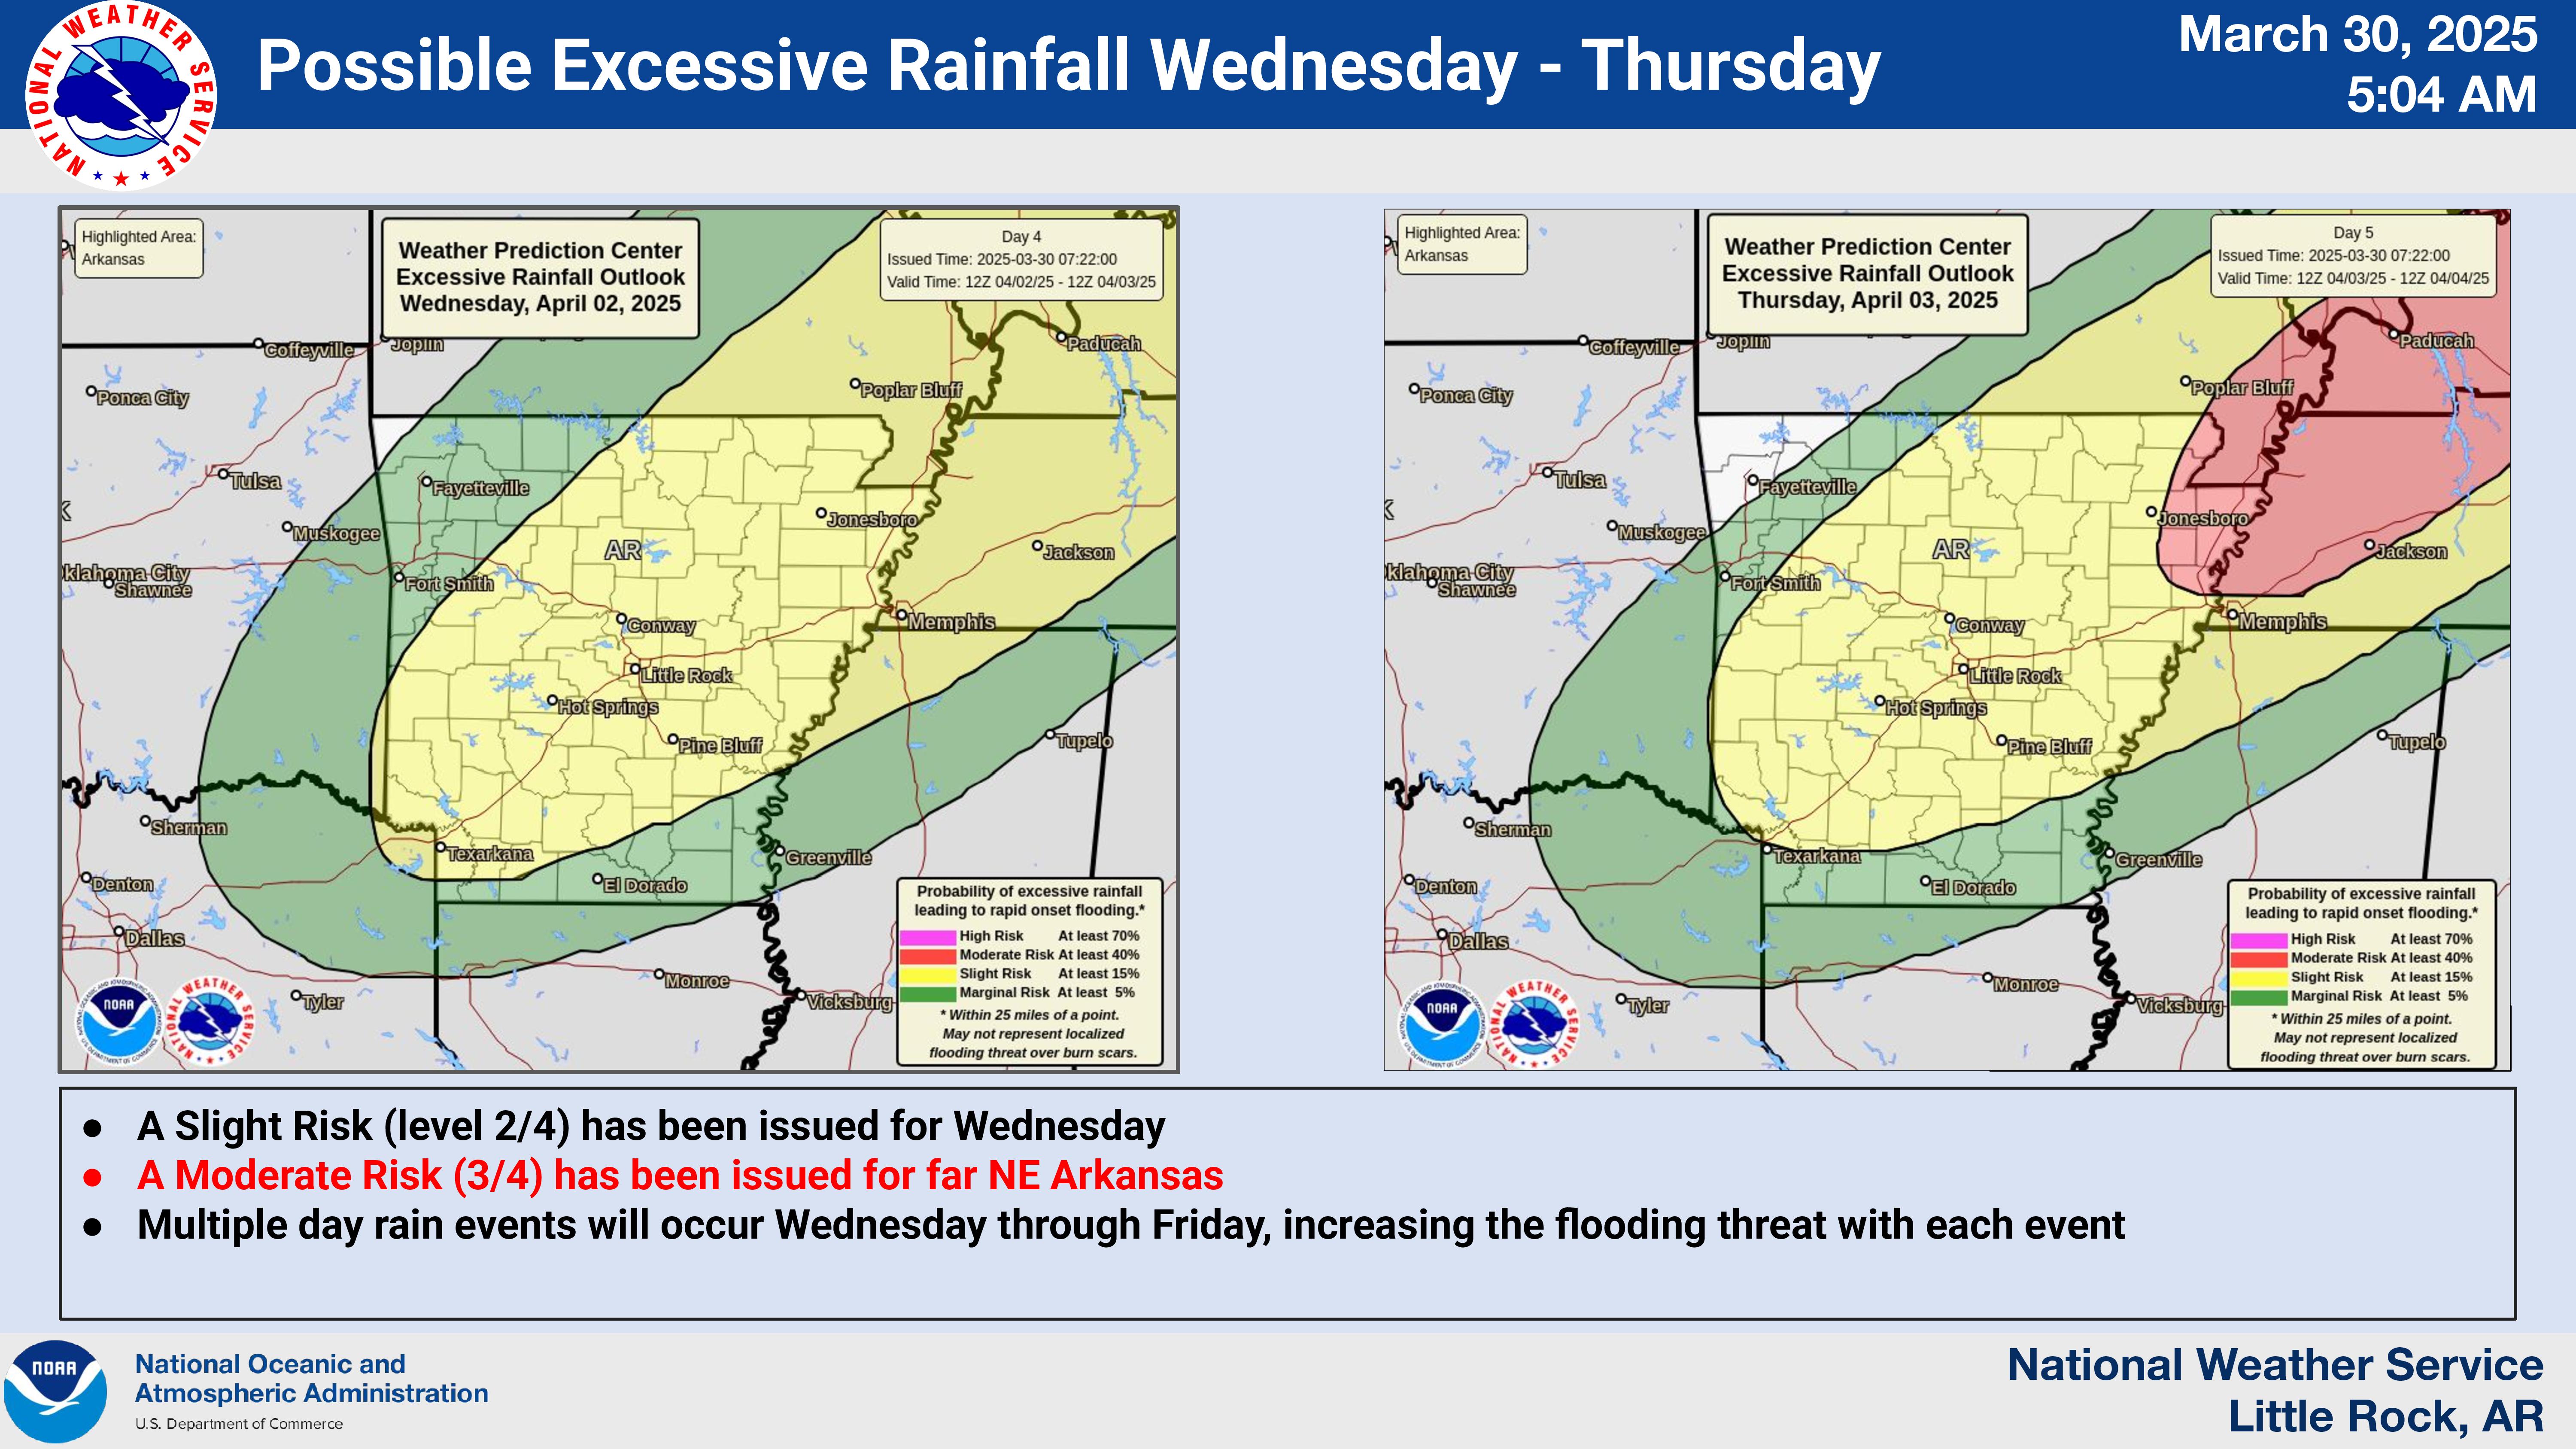 NATIONAL WEATHER SERVICE
Possible Excessive Rainfall Wednesday - Thursday
March 30, 2025
5:04 AM
Highlighted Area:
Arkansas
Weather Prediction Center
Excessive Rainfall Outlook
Wednesday, April 02, 2025
Day 4
Issued Time: 2025-03-30 07:22:00
Valid Time: 12Z 04/02/25 - 12Z 04/03/25
Coffeyville
Joplin
Paducah
Ponca City
Poplar Bluff
Tulsa
Fayetteville
Muskogee
Jonesboro
AR
Jackson
klahoma City
Shawnee
Fort Smith
Conway
Memphis
Little Rock
Hot Springs
Pine Bluff
Tupelo
Sherman
Texarkana
Greenville
Denton
El Dorado
Dallas
Monroe
Tyler
Vicksburg
Probability of excessive rainfall
leading to rapid onset flooding.*
High Risk At least 70%
Moderate Risk At least 40%
Slight Risk At least 15%
Marginal Risk At least 5%
* Within 25 miles of a point.
May not represent localized
flooding threat over burn scars.
NOAA
NATIONAL WEATHER SERVICE
Highlighted Area:
Arkansas
Weather Prediction Center
Excessive Rainfall Outlook
Thursday, April 03, 2025
Day 5
Issued Time: 2025-03-30 07:22:00
Valid Time: 12Z 04/03/25 - 12Z 04/04/25
Coffeyville
Joplin
Paducah
Ponca City
Poplar Bluff
Tulsa
Fayetteville
Muskogee
Jonesboro
AR
Jackson
klahoma City
Shawnee
Fort Smith
Conway
Memphis
Little Rock
Hot Springs
Pine Bluff
Tupelo
Sherman
Texarkana
Greenville
Denton
El Dorado
Dallas
Monroe
Tyler
Vicksburg
Probability of excessive rainfall
leading to rapid onset flooding.*
High Risk At least 70%
Moderate Risk At least 40%
Slight Risk At least 15%
Marginal Risk At least 5%
* Within 25 miles of a point.
May not represent localized
flooding threat over burn scars.
NOAA
NATIONAL WEATHER SERVICE
● A Slight Risk (level 2/4) has been issued for Wednesday
● A Moderate Risk (3/4) has been issued for far NE Arkansas
● Multiple day rain events will occur Wednesday through Friday, increasing the flooding threat with each event
NOAA
National Oceanic and
Atmospheric Administration
U.S. Department of Commerce
National Weather Service
Little Rock, AR